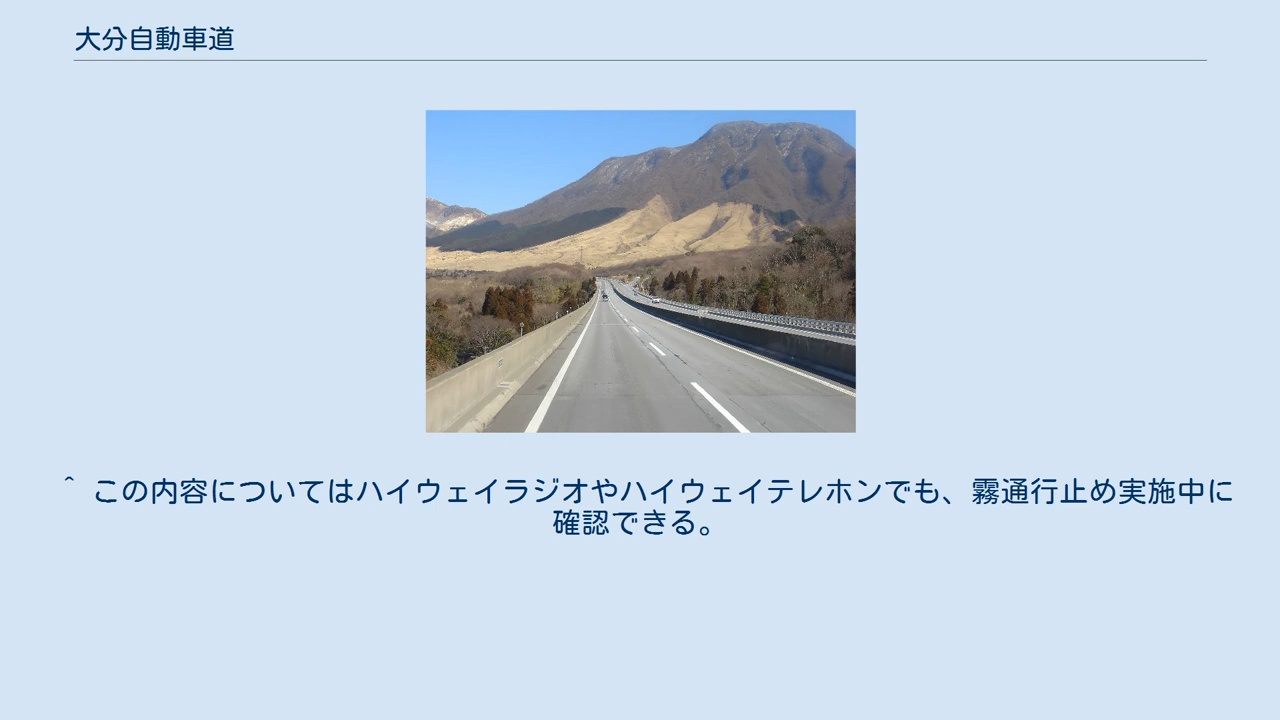 大分自動車道
^ この内容についてはハイウェイラジオやハイウェイテレホンでも、霧通行止め実施中に
確認できる。